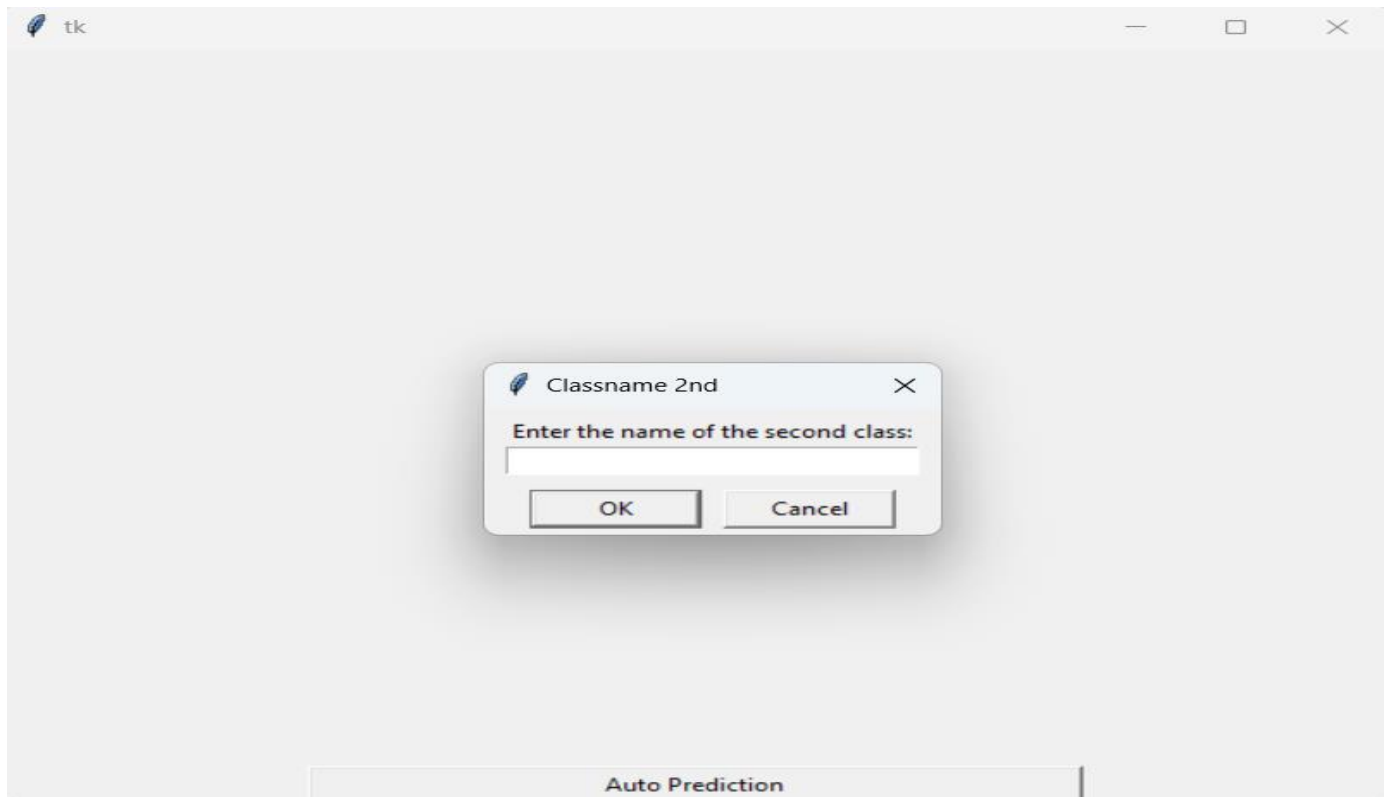 tk
Classname 2nd
Enter the name of the second class:
OK Cancel
Auto Prediction